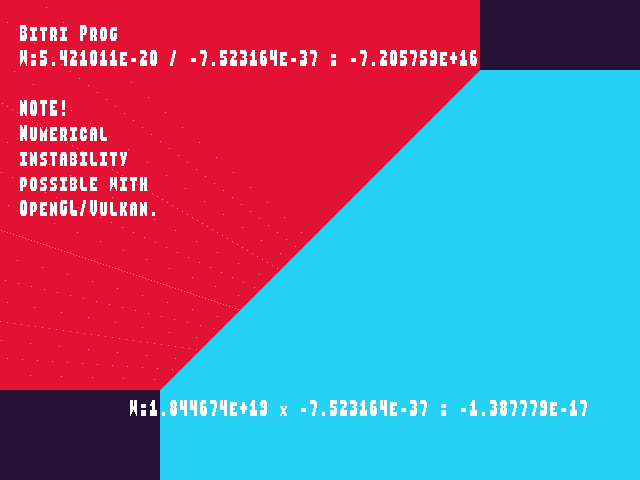 Bitri Prog
W:5.421011E-20 / -7.523164E-37 : -7.205759E+16
NOTE!
Numerical
instability
possible with
OpenGL/Vulkan.
W:1.844674E+19 x -7.523164E-37 : -1.387779E-17